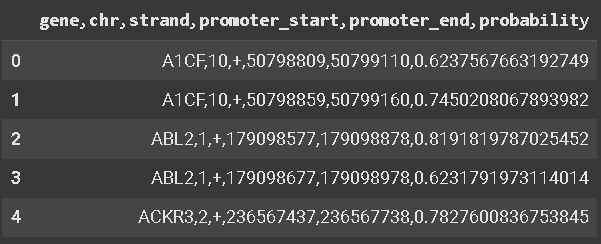 gene,chr,strand,promoter_start,promoter_end,probability
0 A1CF,10,+,50798809,50799110,0.6237567663192749
1 A1CF,10,+,50798859,50799160,0.7450208067893982
2 ABL2,1,+,179098577,179098878,0.8191819787025452
3 ABL2,1,+,179098677,179098978,0.6231791973114014
4 ACKR3,2,+,236567437,236567738,0.7827600836753845